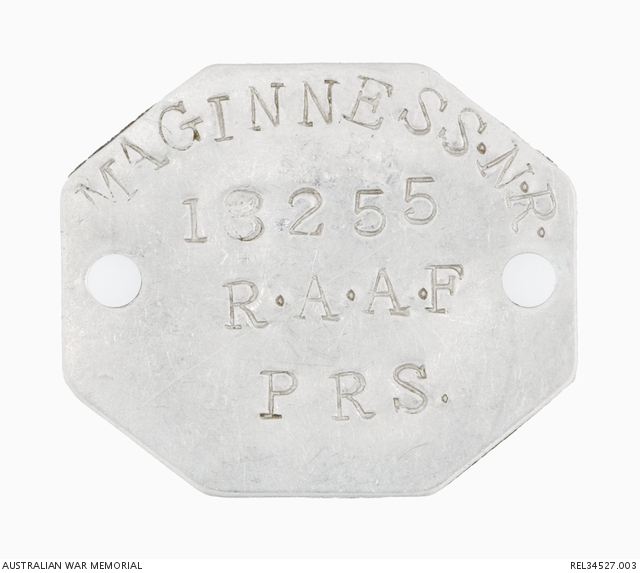 MAGINNESS.N.R.
13255
R.A.A.F
PRS.
AUSTRALIAN WAR MEMORIAL
REL34527.003